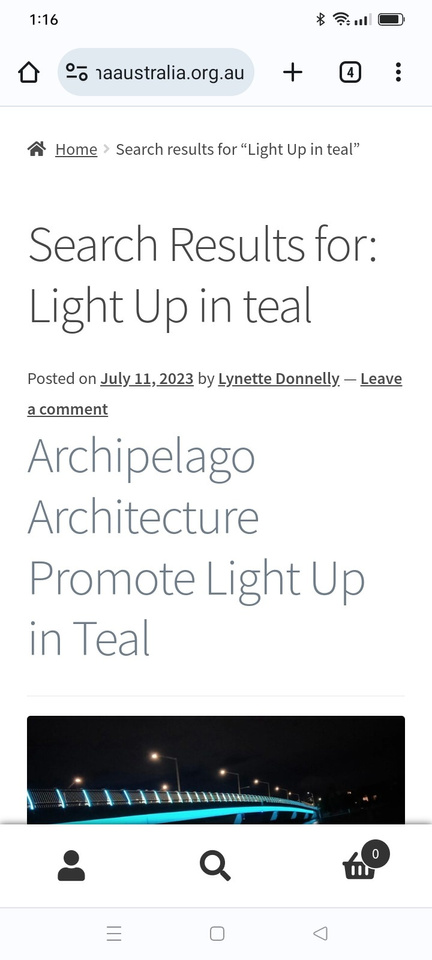 1:16
naaustralia.org.au
4
Home Search results for “Light Up in teal”
Search Results for:
Light Up in teal
Posted on July 11, 2023 by Lynette Donnelly — Leave
a comment
Archipelago
Architecture
Promote Light Up
in Teal
0